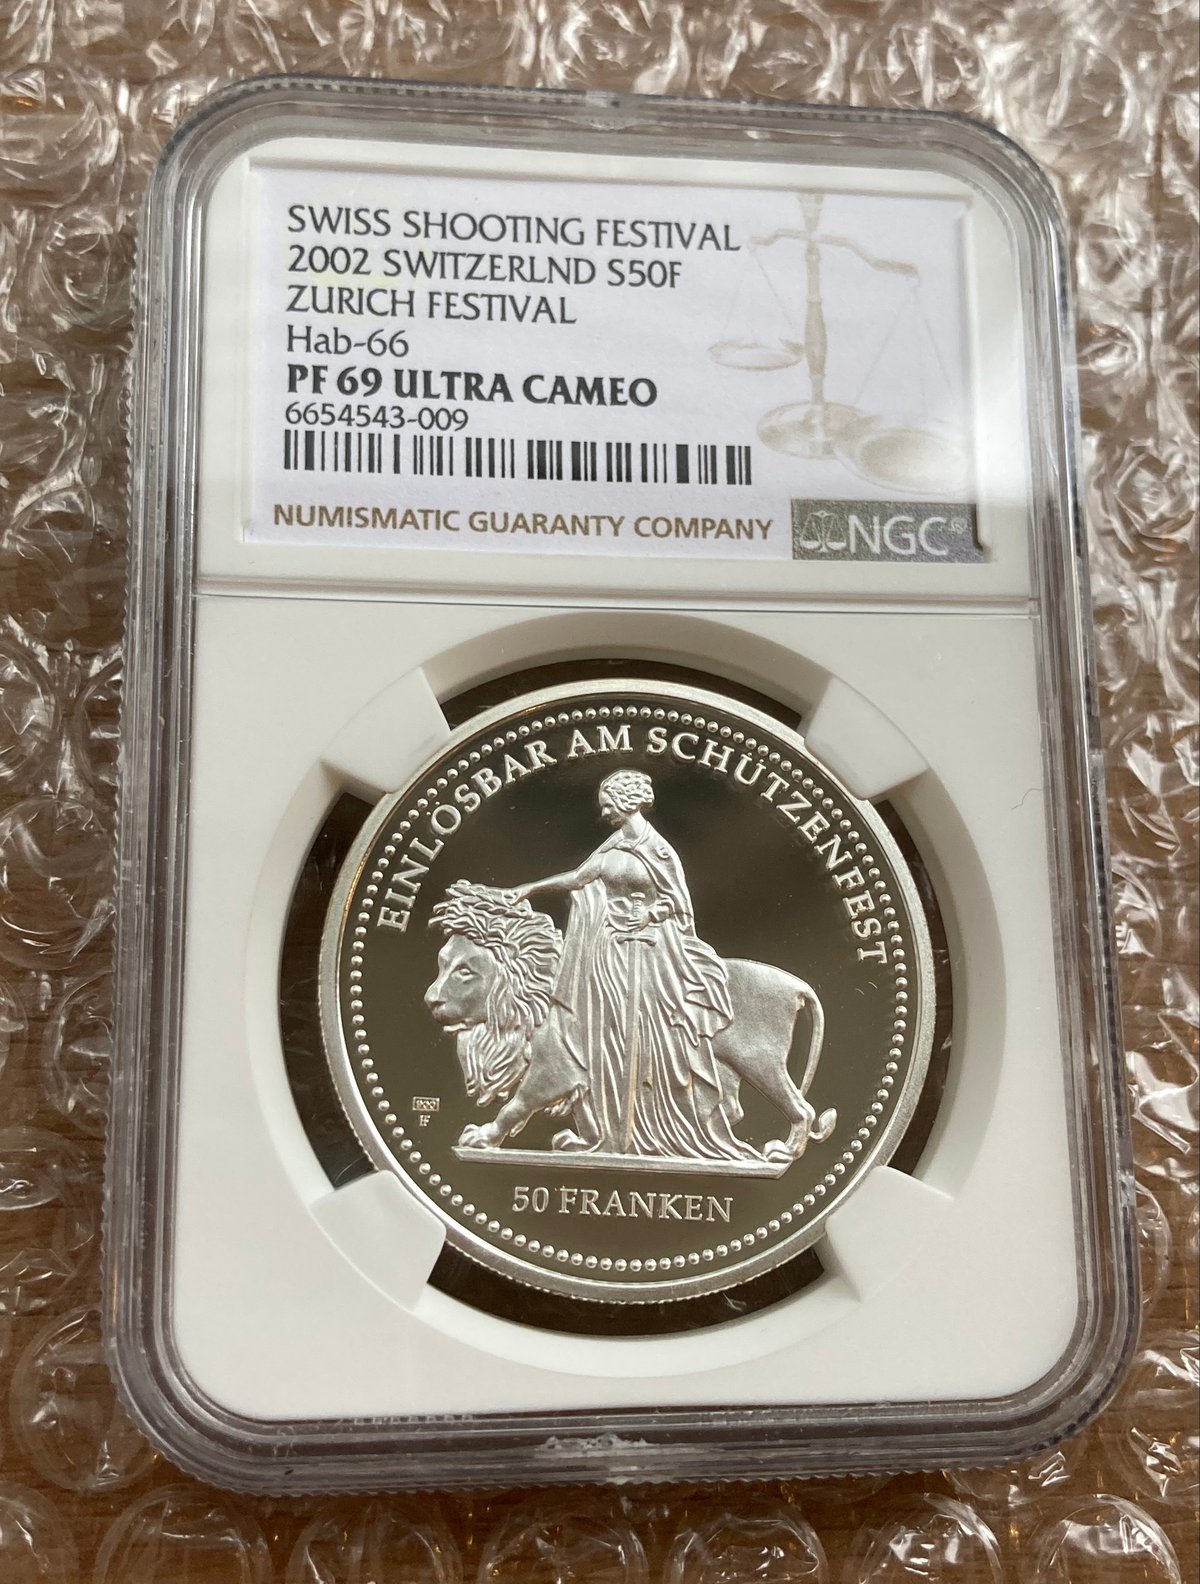 SWISS SHOOTING FESTIVAL
2002 SWITZERLND S50F
ZURICH FESTIVAL
Hab-66
PF 69 ULTRA CAMEO
6654543-009
NUMISMATIC GUARANTY COMPANY
NGC®
EINLÖSBAR AM SCHÜTZENFEST
900
F
50 FRANKEN